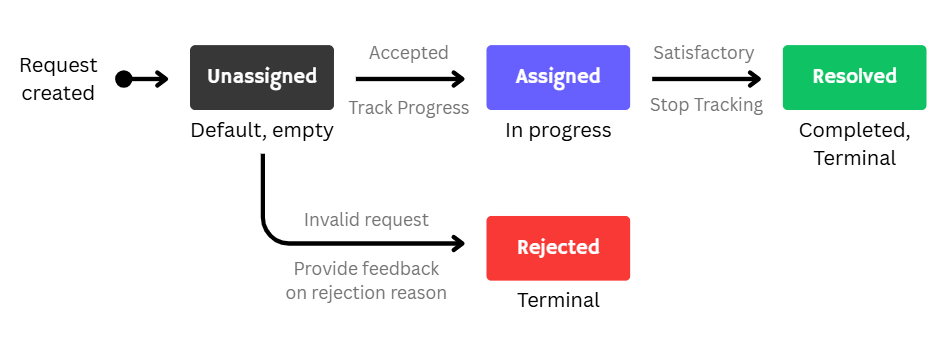 Request
created
Unassigned
Default, empty
Accepted
Track Progress
Assigned
In progress
Satisfactory
Stop Tracking
Resolved
Completed,
Terminal
Invalid request
Provide feedback
on rejection reason
Rejected
Terminal